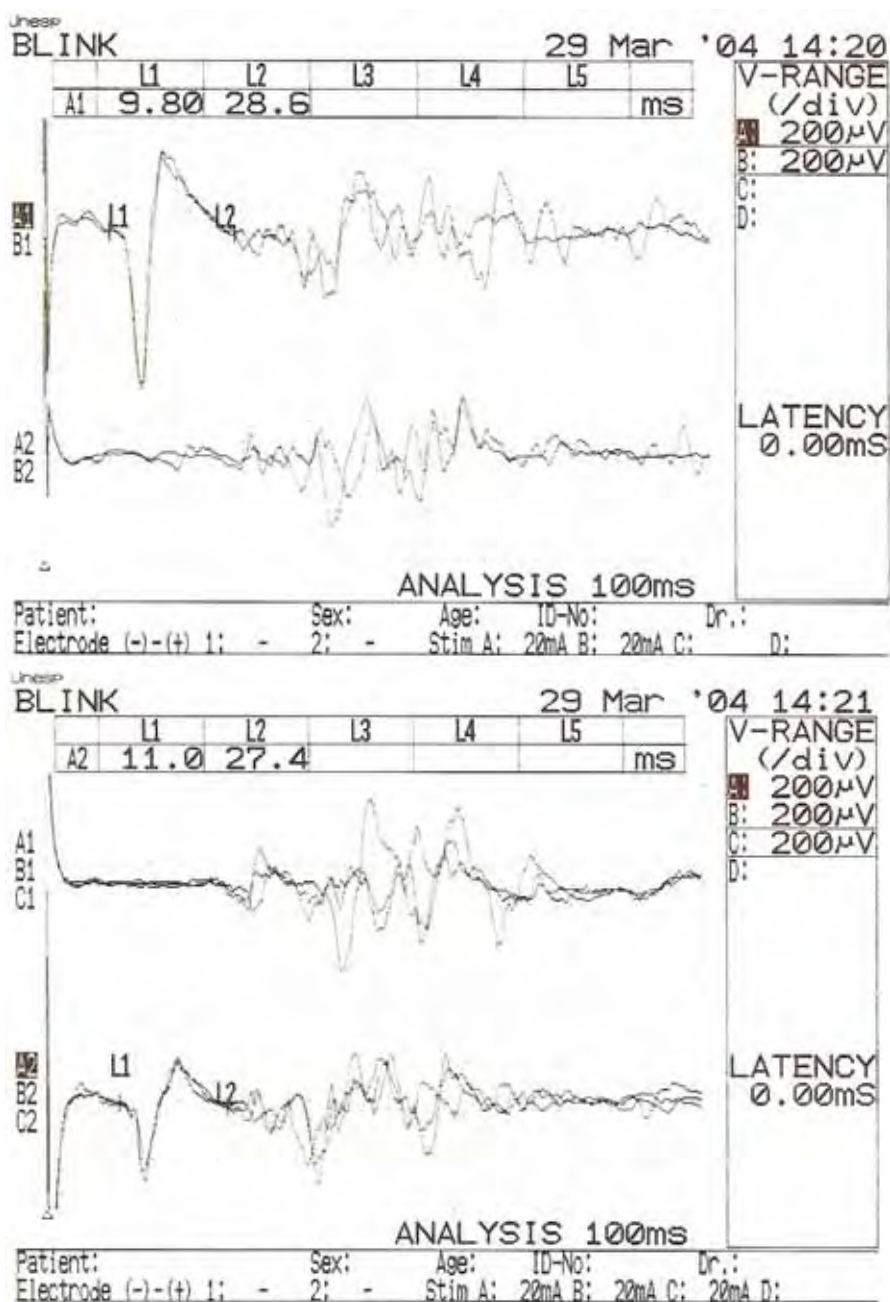 Unesp
BLINK 29 Mar '04 14:20
L1 L2 L3 L4 L5 V-RANGE
A1 9.80 28.6 ms (/div)
A: 200μV
B: 200μV
C:
D:
A1 L1 L2
B1
A2 LATENCY
B2 0.00mS
ANALYSIS 100ms
Patient: Sex: Age: ID-No: Dr.:
Electrode (-)-(+) 1: - 2: - Stim A: 20mA B: 20mA C: D:
Unesp
BLINK 29 Mar '04 14:21
L1 L2 L3 L4 L5 V-RANGE
A2 11.0 27.4 ms (/div)
A: 200μV
B: 200μV
C: 200μV
D:
A1
B1
C1
A2 L1 L2 LATENCY
B2 0.00mS
C2
ANALYSIS 100ms
Patient: Sex: Age: ID-No: Dr.:
Electrode (-)-(+) 1: - 2: - Stim A: 20mA B: 20mA C: 20mA D: